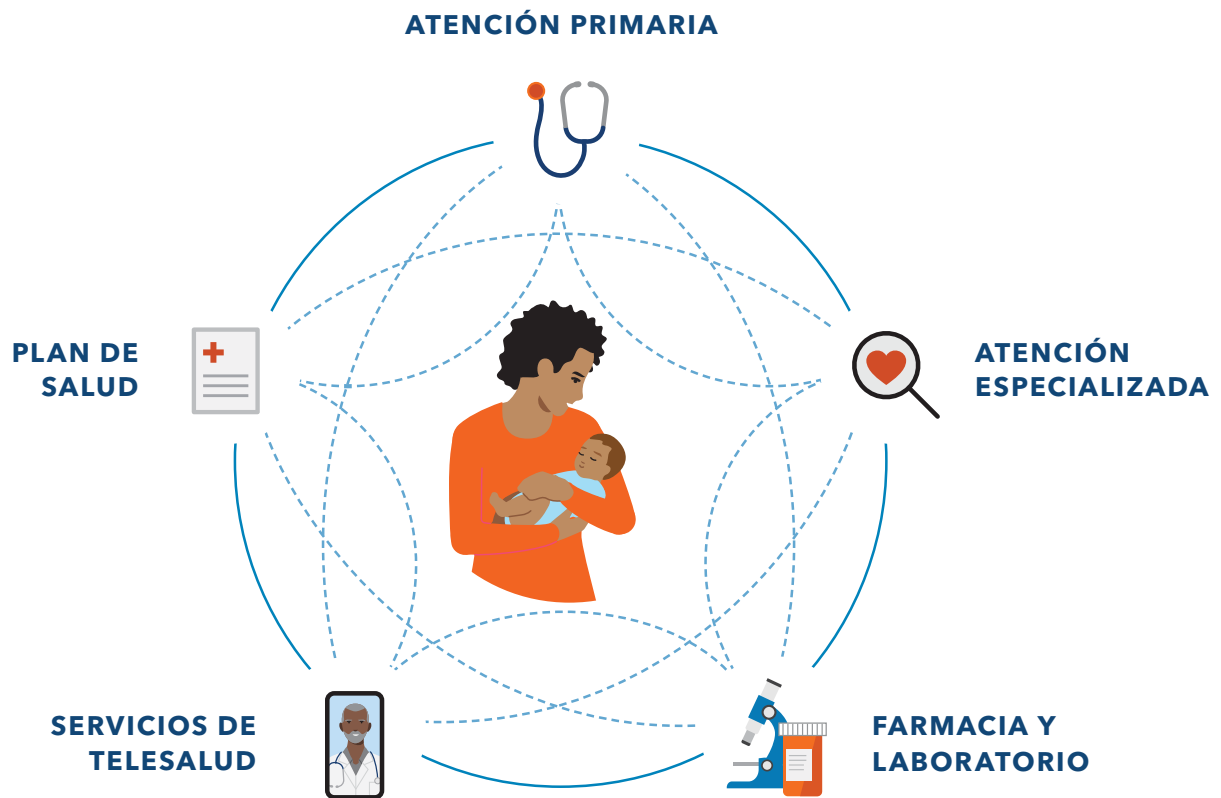 ATENCIÓN PRIMARIA
PLAN DE
SALUD
ATENCIÓN
ESPECIALIZADA
SERVICIOS DE
TELESALUD
FARMACIA Y
LABORATORIO